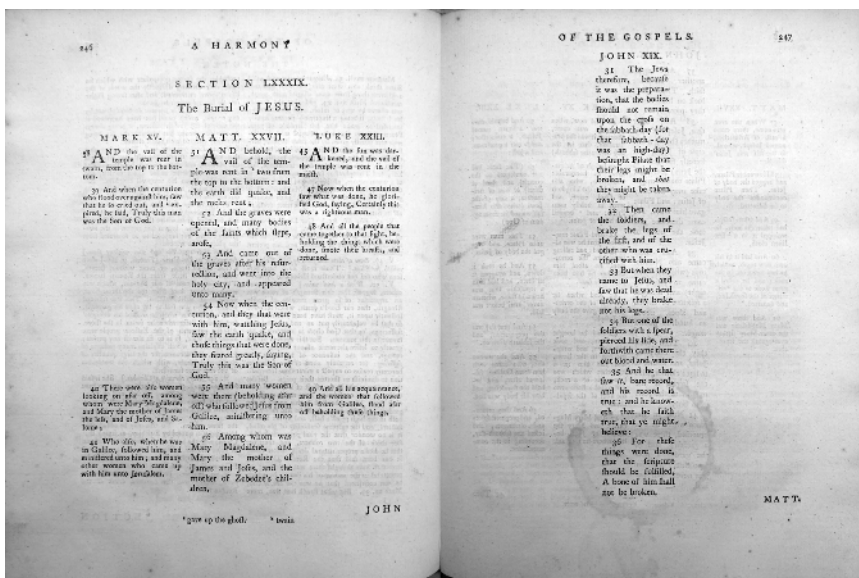 246
A HARMONY
SECTION LXXXIX.
The Burial of JESUS.
MARK XV.
38 AND the vail of the
temple was rent in
twain, from the top to the bot-
tom.
39 And when the centurion
who stood over against him, saw
that he so cried out, and
he said, Truly this man
was the Son of God.
40 There were also women
looking on afar off, among
whom were Mary Magdalene,
and Mary the mother of James
the less, and of Joses, and Sa-
lome;
41 Who also, when he was
in Galilee, followed him, and
ministered unto him; and many
other women who came up
with him unto Jerusalem.
MATT. XXVII.
51 AND behold, the
vail of the tem-
ple was rent in two from
the top to the bottom: and
the earth did quake, and
the rocks rent,
52 And the graves were
opened, and many bodies
of the saints which slept,
arose,
53 And came out of
the graves after his resur-
rection, and went into the
holy city, and appeared
unto many.
54 Now when the cen-
turion, and they that were
with him, watching Jesus,
saw the earth quake, and
those things that were done,
they feared greatly, saying,
Truly this was the Son of
God.
55 And many women
were there (beholding afar
off) who followed Jesus from
Galilee, ministering unto
him.
56 Among whom was
Mary Magdalene, and
Mary the mother of
James and Joses, and the
mother of Zebedee's chil-
dren.
LUKE XXIII.
45 AND the sun was dar-
kened, and the vail of
the temple was rent in the
midst.
47 Now when the centurion
saw what was done, he glori-
fied God, saying, Certainly this
was a righteous man.
48 And all the people that
came together to that sight, be-
holding the things which were
done, smote their breasts, and
returned.
49 And all his acquaintance,
and the women that followed
him from Galilee, stood afar
off beholding these things.
gave up the ghost. twain
JOHN
OF THE GOSPELS.
247
JOHN XIX.
31 The Jews
therefore, because
it was the prepara-
tion, that the bodies
should not remain
upon the cross on
the sabbath-day (for
that sabbath-day
was an high-day)
besought Pilate that
their legs might be
broken, and that
they might be taken
away.
32 Then came
the soldiers, and
brake the legs of
the first, and of the
other who was cru-
cified with him.
33 But when they
came to Jesus, and
saw that he was dead
already, they brake
not his legs.
34 But one of the
soldiers with a spear,
pierced his side, and
forthwith came there
out blood and water.
35 And he that
saw it, bare record,
and his record is
true: and he know-
eth that he saith
true, that ye might
believe:
36 For these
things were done,
that the scripture
should be fulfilled,
A bone of him shall
not be broken.
MATT.